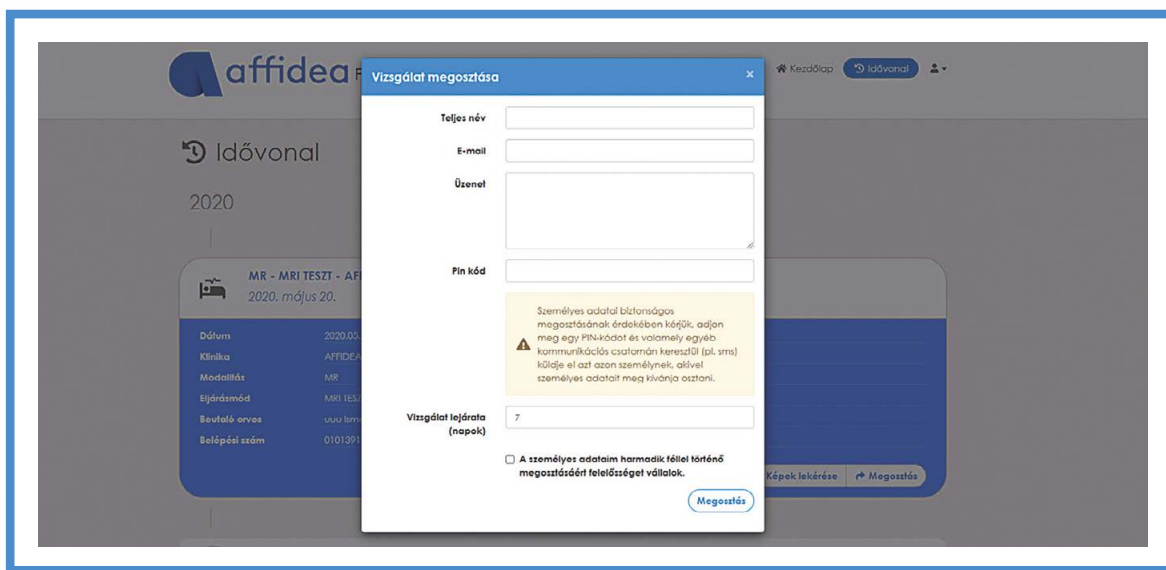 affidea
Kezdőlap
Idővonal
Idővonal
2020
MR - MRI TESZT - AF
2020. május 20.
Dátum 2020.05.
Klinika AFFIDEA
Modalitás MR
Eljárásmód MRI TESZ
Beutaló orvos uuu Ism
Belépési szám 0101391
Képek lekérése
Megosztás
Vizsgálat megosztása ×
Teljes név
E-mail
Üzenet
Pin kód
Személyes adatai biztonságos
megosztásának érdekében kérjük, adjon
meg egy PIN-kódot és valamely egyéb
kommunikációs csatornán keresztül (pl. sms)
küldje el azt azon személynek, akivel
személyes adatait meg kívánja osztani.
Vizsgálat lejárata 7
(napok)
A személyes adataim harmadik féllel történő
megosztásáért felelősséget vállalok.
Megosztás